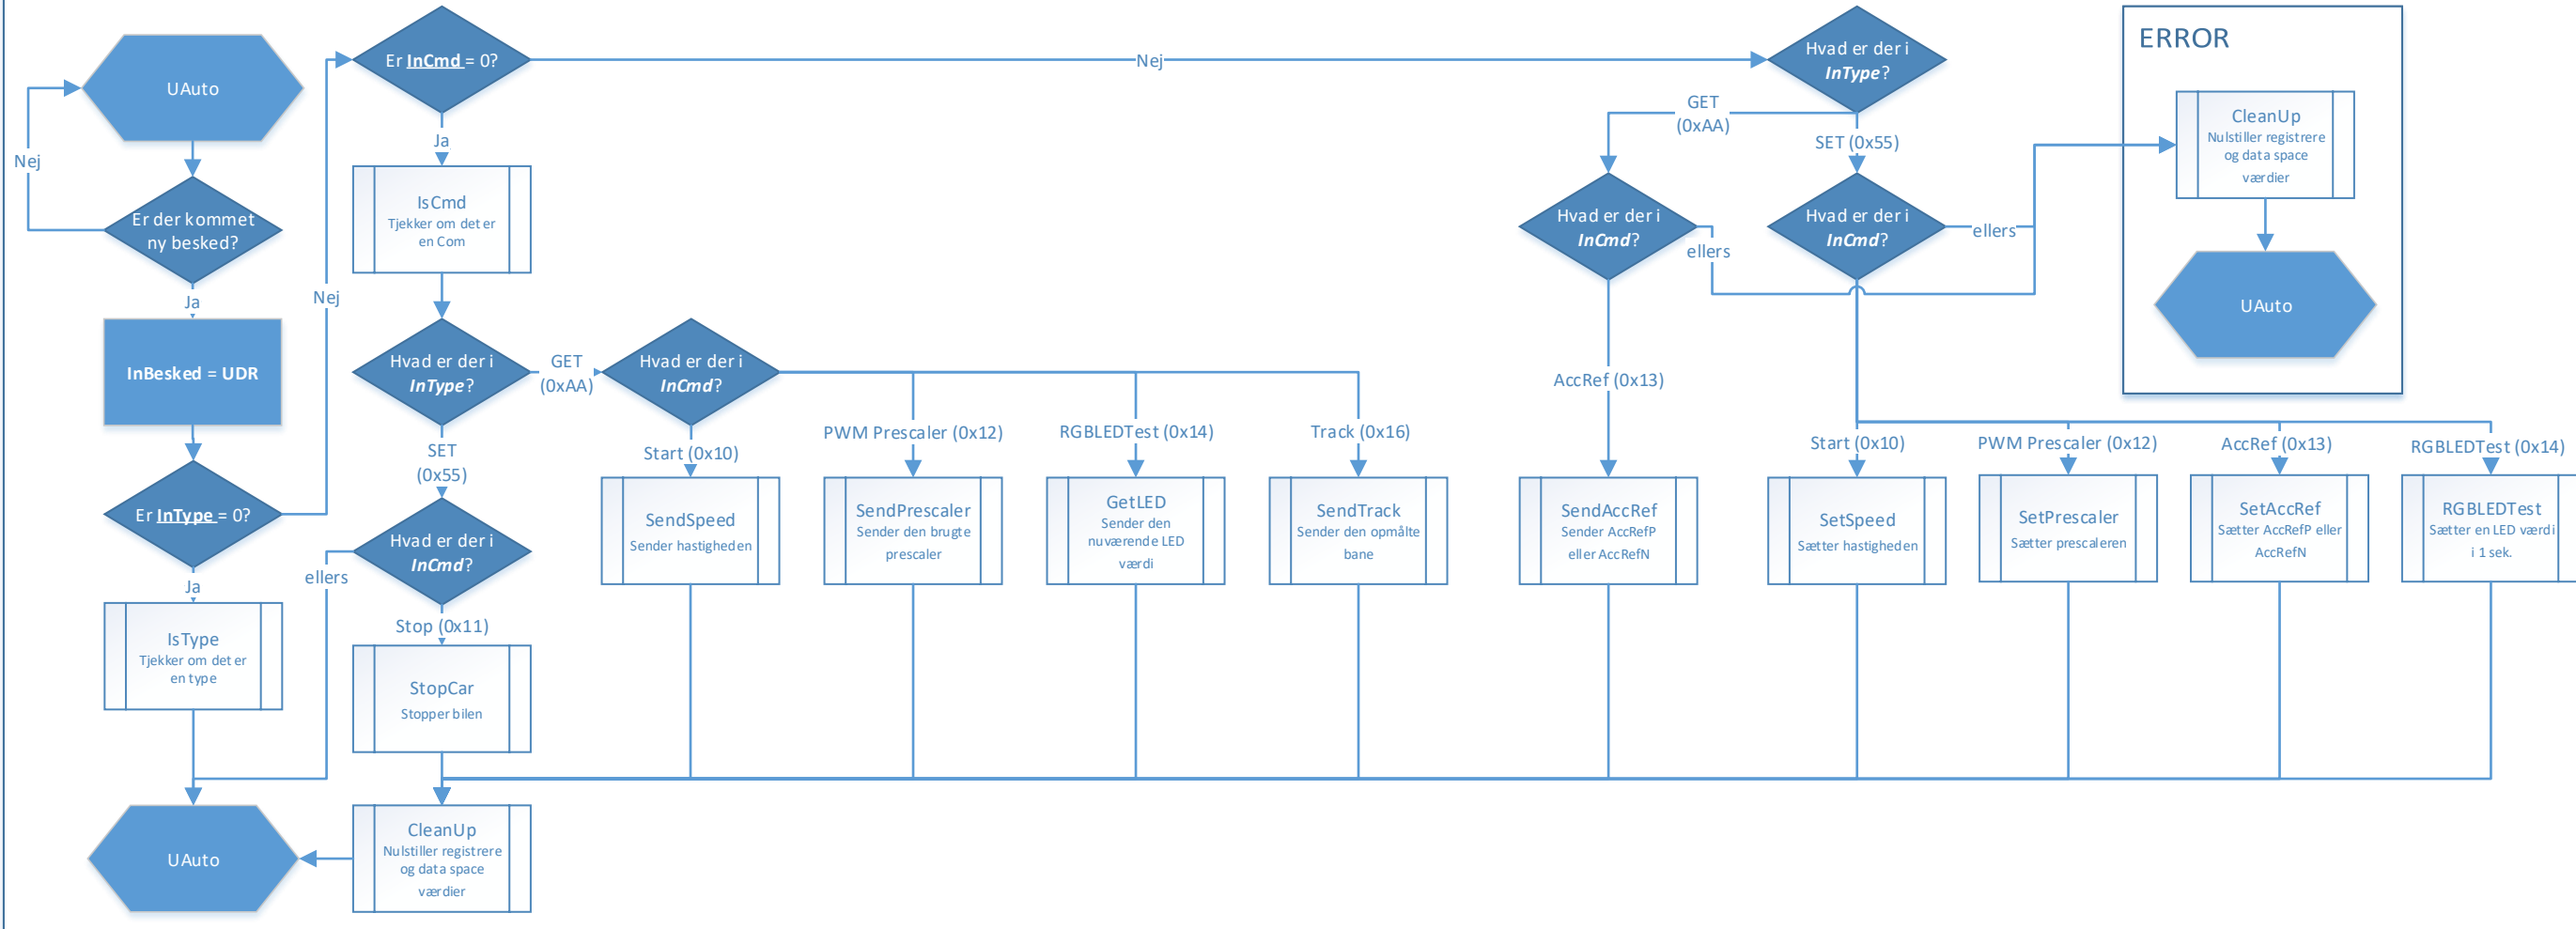 UAuto
Nej
Er der kommet
ny besked?
Ja
InBesked = UDR
Er InType = 0?
Nej
Ja
IsType
Tjekker om det er
en type
UAuto
Er InCmd = 0?
Nej
Ja
IsCmd
Tjekker om det er
en Com
Hvad er der i
InType?
GET
(0xAA)
SET
(0x55)
Hvad er der i
InCmd?
ellers
Stop (0x11)
StopCar
Stopper bilen
CleanUp
Nulstiller registrere
og data space
værdier
Hvad er der i
InCmd?
Start (0x10)
PWM Prescaler (0x12)
RGBLEDTest (0x14)
Track (0x16)
SendSpeed
Sender hastigheden
SendPrescaler
Sender den brugte
prescaler
GetLED
Sender den
nuværende LED
værdi
SendTrack
Sender den opmålte
bane
Hvad er der i
InType?
GET
(0xAA)
SET (0x55)
Hvad er der i
InCmd?
ellers
Hvad er der i
InCmd?
ellers
AccRef (0x13)
SendAccRef
Sender AccRefP
eller AccRefN
Start (0x10)
PWM Prescaler (0x12)
AccRef (0x13)
RGBLEDTest (0x14)
SetSpeed
Sætter hastigheden
SetPrescaler
Sætter prescaleren
SetAccRef
Sætter AccRefP eller
AccRefN
RGBLEDTest
Sætter en LED værdi
i 1 sek.
ERROR
CleanUp
Nulstiller registrere
og data space
værdier
UAuto